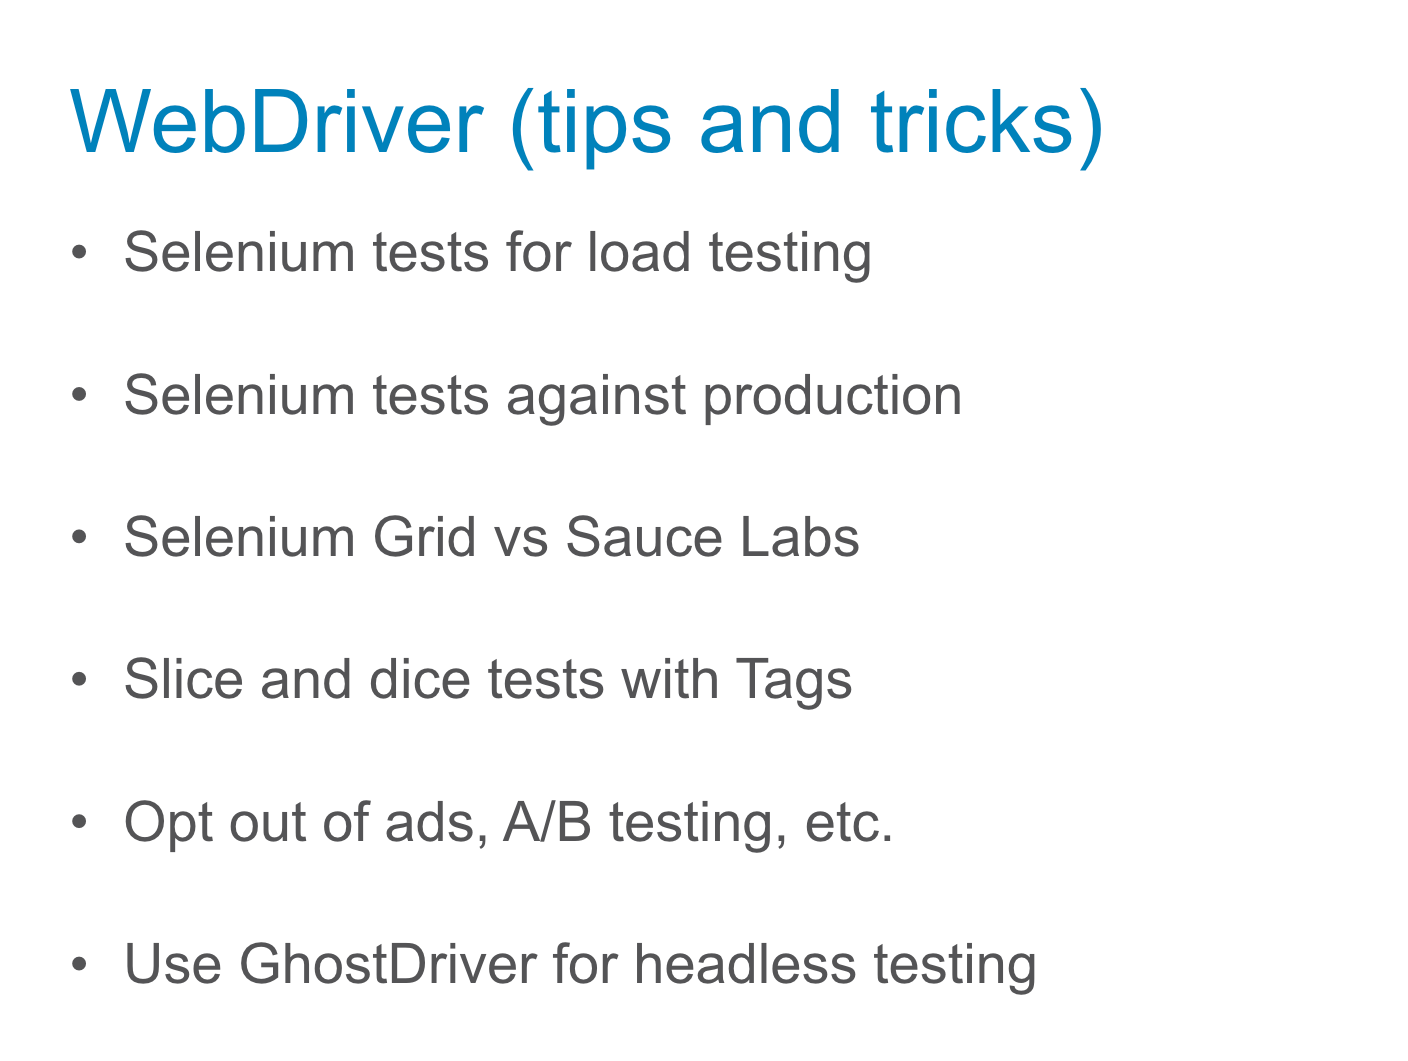 WebDriver (tips and tricks)
• Selenium tests for load testing
• Selenium tests against production
• Selenium Grid vs Sauce Labs
• Slice and dice tests with Tags
• Opt out of ads, A/B testing, etc.
• Use GhostDriver for headless testing